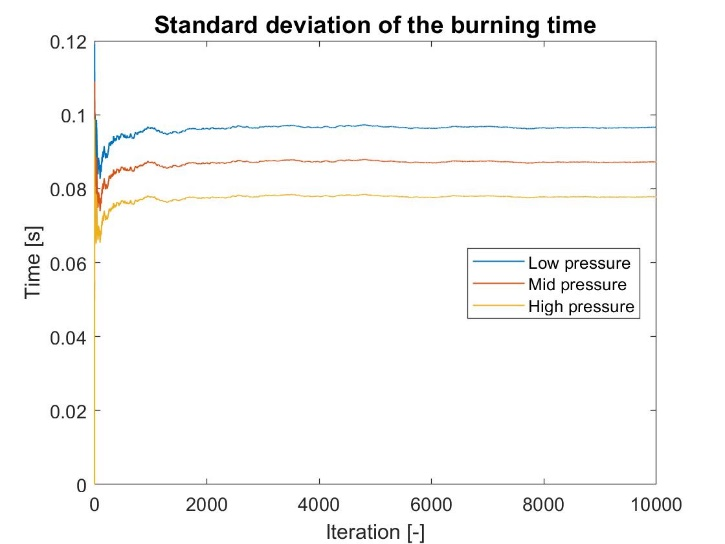 Standard deviation of the burning time
0.12
0.1
0.08
0.06
0.04
0.02
0
Time [s]
Low pressure
Mid pressure
High pressure
0 2000 4000 6000 8000 10000
Iteration [-]